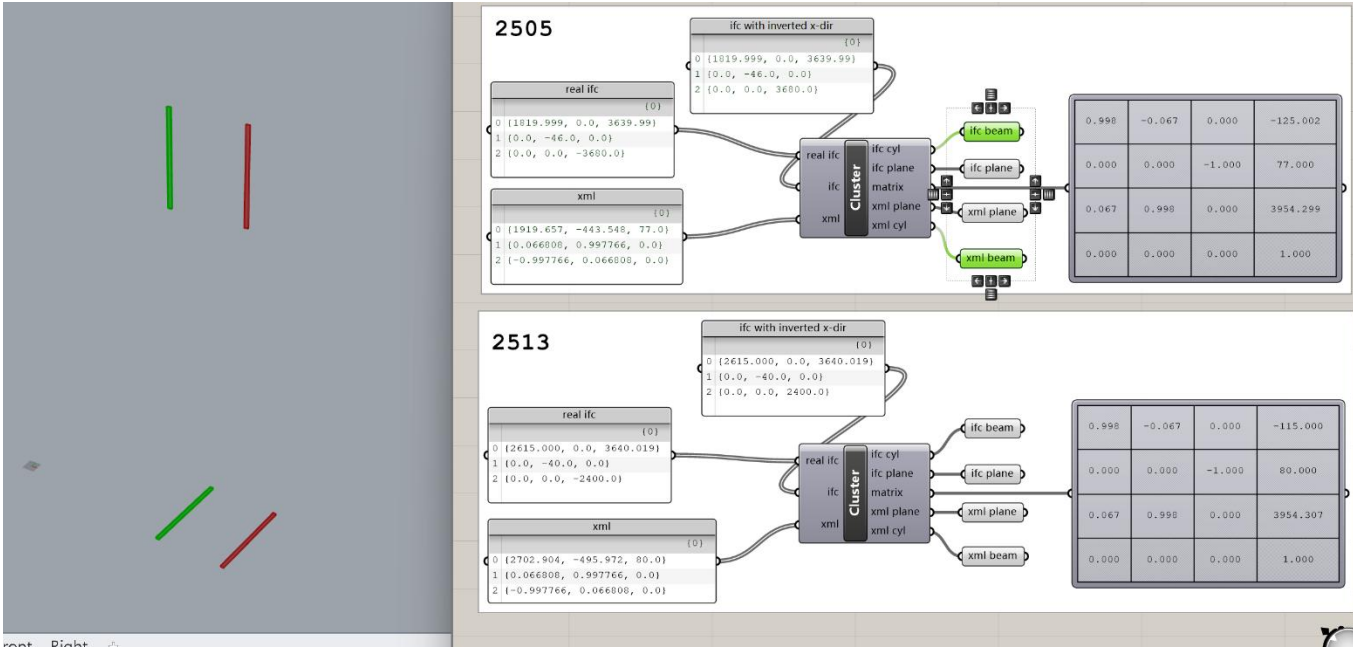 2505
ifc with inverted x-dir
{0}
0 {1819.999, 0.0, 3639.99}
1 {0.0, -46.0, 0.0}
2 {0.0, 0.0, 3680.0}
real ifc
{0}
0 {1819.999, 0.0, 3639.99}
1 {0.0, -46.0, 0.0}
2 {0.0, 0.0, -3680.0}
xml
{0}
0 {1919.657, -443.548, 77.0}
1 {0.066808, 0.997766, 0.0}
2 {-0.997766, 0.066808, 0.0}
real ifc
ifc
xml
Cluster
ifc cyl
ifc plane
matrix
xml plane
xml cyl
ifc beam
ifc plane
xml plane
xml beam
0.998 -0.067 0.000 -125.002
0.000 0.000 -1.000 77.000
0.067 0.998 0.000 3954.299
0.000 0.000 0.000 1.000
2513
ifc with inverted x-dir
{0}
0 {2615.000, 0.0, 3640.019}
1 {0.0, -40.0, 0.0}
2 {0.0, 0.0, 2400.0}
real ifc
{0}
0 {2615.000, 0.0, 3640.019}
1 {0.0, -40.0, 0.0}
2 {0.0, 0.0, -2400.0}
xml
{0}
0 {2702.904, -495.972, 80.0}
1 {0.066808, 0.997766, 0.0}
2 {-0.997766, 0.066808, 0.0}
real ifc
ifc
xml
Cluster
ifc cyl
ifc plane
matrix
xml plane
xml cyl
ifc beam
ifc plane
xml plane
xml beam
0.998 -0.067 0.000 -115.000
0.000 0.000 -1.000 80.000
0.067 0.998 0.000 3954.307
0.000 0.000 0.000 1.000
ront Right